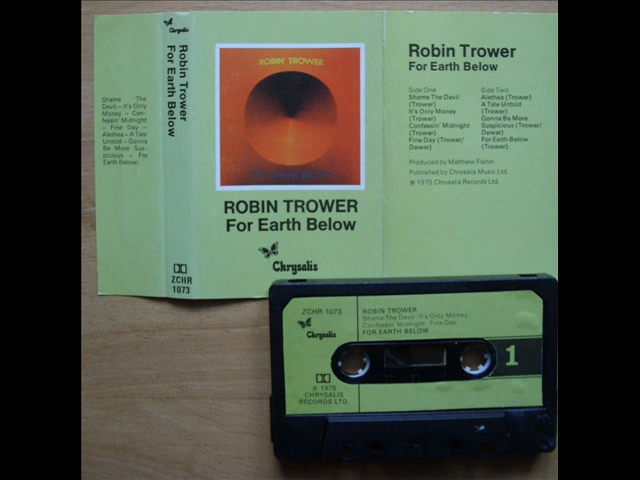 Shame The
Devil – It's Only
Money – Con-
fessin' Midnight
– Fine Day –
Alethea – A Tale
Untold – Gonna
Be More Sus-
picious – For
Earth Below.
Chrysalis
Robin Trower
For Earth Below
ZCHR
1073
ROBIN TROWER
ROBIN TROWER
For Earth Below
Chrysalis
Robin Trower
For Earth Below
Side One
Shame The Devil
(Trower)
It's Only Money
(Trower)
Confessin' Midnight
(Trower)
Fine Day (Trower/
Dewar)
Side Two
Alethea (Trower)
A Tale Untold
(Trower)
Gonna Be More
Suspicious (Trower/
Dewar)
For Earth Below
(Trower)
Produced by Matthew Fisher.
Published by Chrysalis Music Ltd.
℗ 1975 Chrysalis Records Ltd.
ZCHR 1073
ROBIN TROWER
Shame The Devil : It's Only Money :
Confessin' Midnight : Fine Day.
FOR EARTH BELOW
Chrysalis
1
℗ 1975
CHRYSALIS
RECORDS LTD.